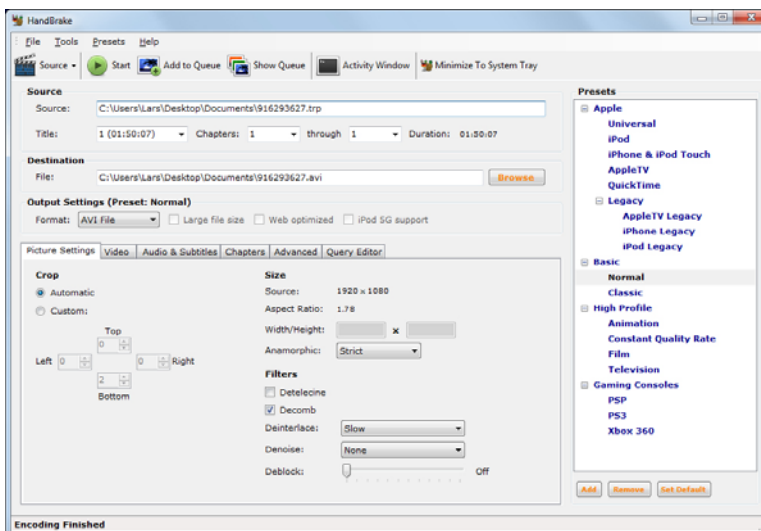 HandBrake
File Tools Presets Help
Source Start Add to Queue Show Queue Activity Window Minimize To System Tray
Source
Source: C:\Users\Lars\Desktop\Documents\916293627.trp
Title: 1 (01:50:07) Chapters: 1 through 1 Duration: 01:50:07
Destination
File: C:\Users\Lars\Desktop\Documents\916293627.avi Browse
Output Settings (Preset: Normal)
Format: AVI File Large file size Web optimized iPod 5G support
Picture Settings Video Audio & Subtitles Chapters Advanced Query Editor
Crop
Automatic
Custom:
Top
0
Left 0 0 Right
2
Bottom
Size
Source: 1920 x 1080
Aspect Ratio: 1.78
Width/Height: x
Anamorphic: Strict
Filters
Detelecine
Decomb
Deinterlace: Slow
Denoise: None
Deblock: Off
Presets
Apple
Universal
iPod
iPhone & iPod Touch
AppleTV
QuickTime
Legacy
AppleTV Legacy
iPhone Legacy
iPod Legacy
Basic
Normal
Classic
High Profile
Animation
Constant Quality Rate
Film
Television
Gaming Consoles
PSP
PS3
Xbox 360
Add Remove Set Default
Encoding Finished